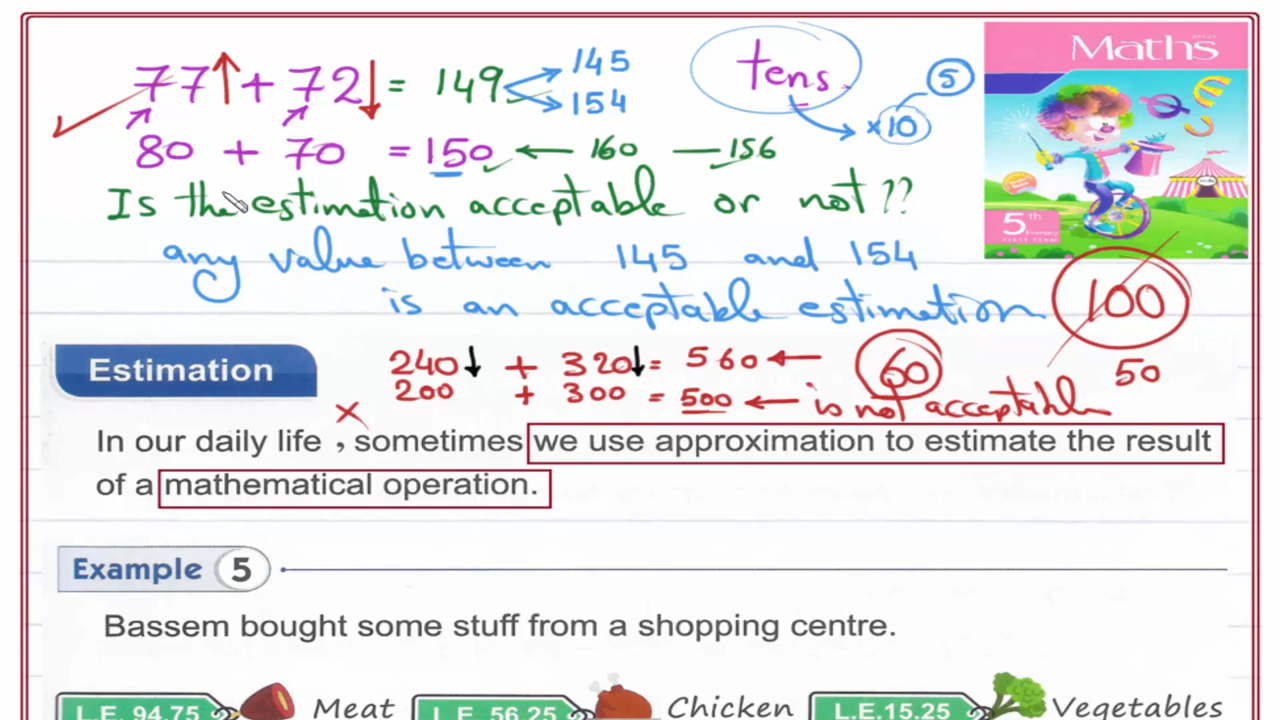 77 + 72 = 149 145
154
tens
×10
5
80 + 70 = 150 ← 160 — 156
Is the estimation acceptable or not??
any value between 145 and 154
is an acceptable estimation
100
50
Maths
5th Primary
FIRST TERM
Estimation
240 + 320 = 560 ← 60
200 + 300 = 500 ← is not acceptable
In our daily life , sometimes we use approximation to estimate the result
of a mathematical operation.
Example 5
Bassem bought some stuff from a shopping centre.
L.E. 94.75 Meat L.E. 56.25 Chicken L.E.15.25 Vegetables